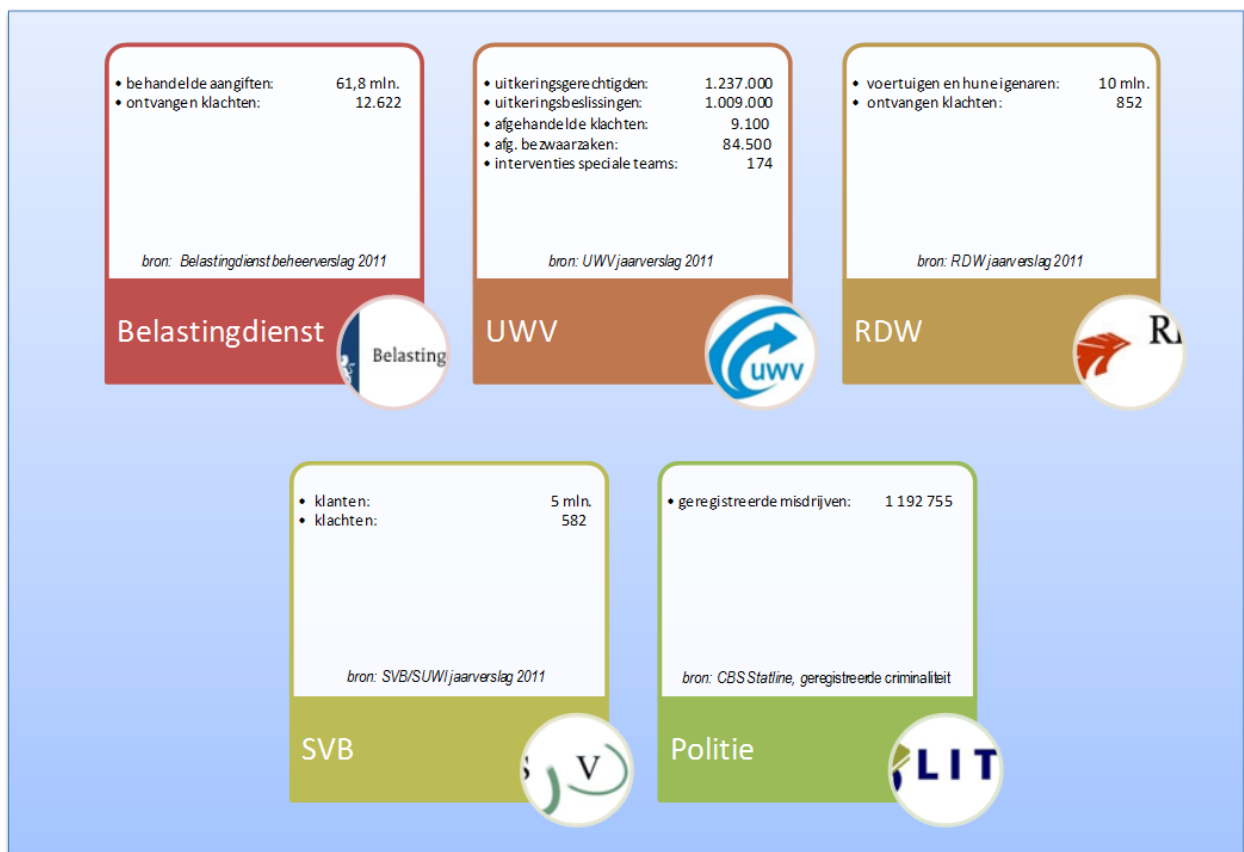 • behandelde aangiften: 61,8 mln.
• ontvangen klachten: 12.622
bron: Belastingdienst beheerverslag 2011
Belastingdienst
Belasting
• uitkeringsgerechtigden: 1.237.000
• uitkeringsbeslissingen: 1.009.000
• afgehandelde klachten: 9.100
• afg. bezwaarzaken: 84.500
• interventies speciale teams: 174
bron: UWV jaarverslag 2011
UWV
UWV
• voertuigen en hun eigenaren: 10 mln.
• ontvangen klachten: 852
bron: RDW jaarverslag 2011
RDW
R
• klanten: 5 mln.
• klachten: 582
bron: SVB/SUWI jaarverslag 2011
SVB
S V
• geregistreerde misdrijven: 1 192 755
bron: CBS Statline, geregistreerde criminaliteit
Politie
LIT